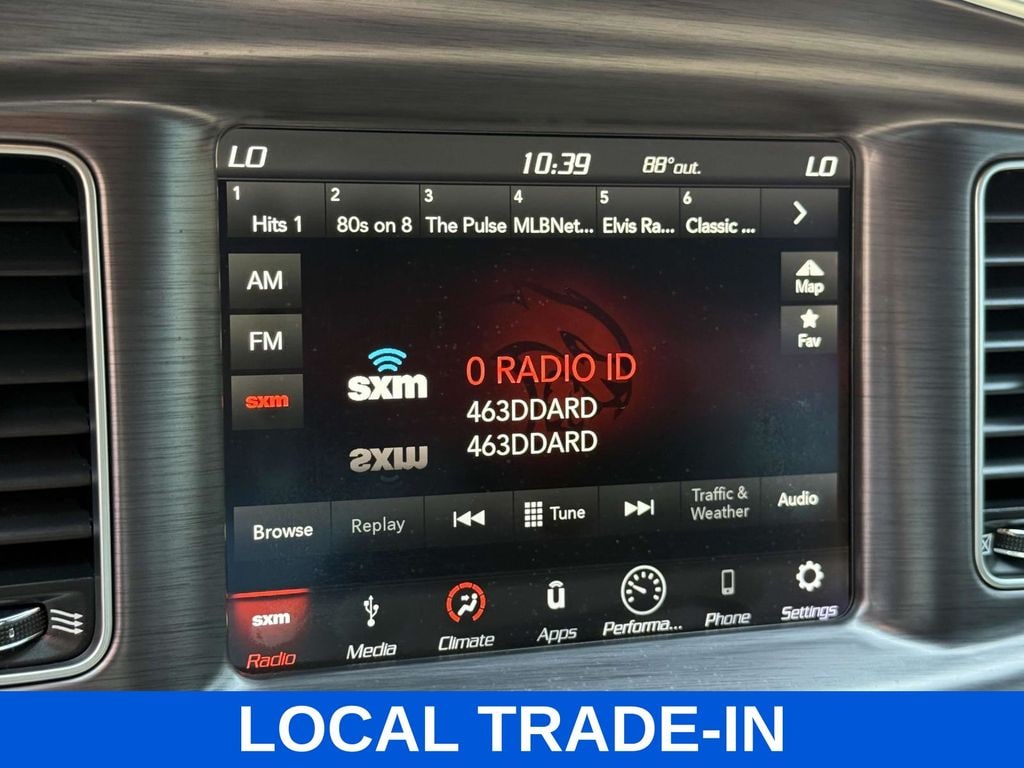 LO 10:39 88° out. LO
1 2 3 4 5 6
Hits 1 80s on 8 The Pulse MLBNet... Elvis Ra... Classic ...
AM Map
FM Fav
sxm 0 RADIO ID
sxm 463DDARD
463DDARD
Browse Replay Tune Traffic & Weather Audio
sxm
Radio Media Climate Apps Performa... Phone Settings
LOCAL TRADE-IN